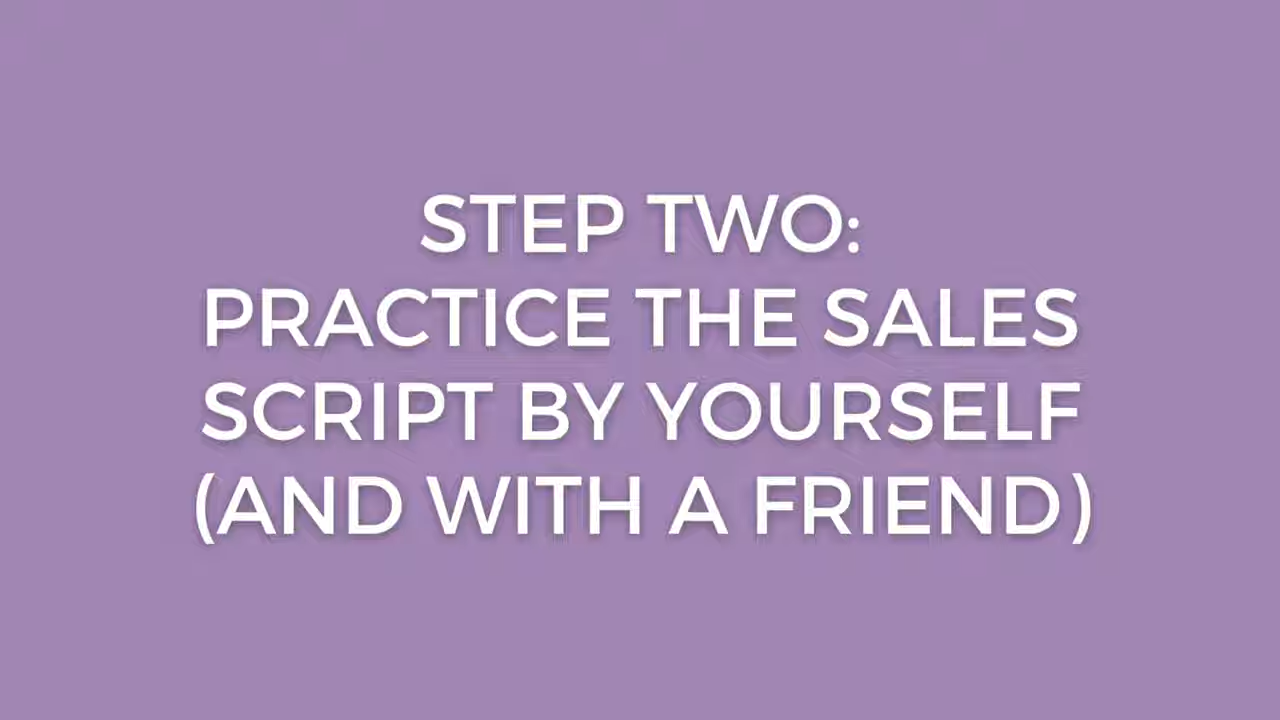 STEP TWO:
PRACTICE THE SALES
SCRIPT BY YOURSELF
(AND WITH A FRIEND)